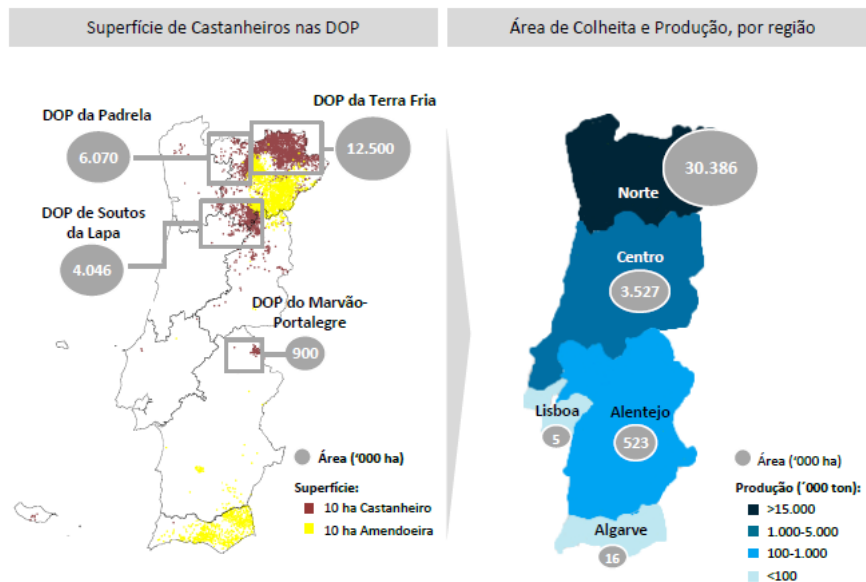 Superfície de Castanheiros nas DOP
DOP da Padrela
6.070
DOP da Terra Fria
12.500
DOP de Soutos
da Lapa
4.046
DOP do Marvão-
Portalegre
900
Área ('000 ha)
Superfície:
10 ha Castanheiro
10 ha Amendoeira
Área de Colheita e Produção, por região
30.386
Norte
Centro
3.527
Lisboa
5
Alentejo
523
Algarve
16
Área ('000 ha)
Produção (´000 ton):
>15.000
1.000-5.000
100-1.000
<100